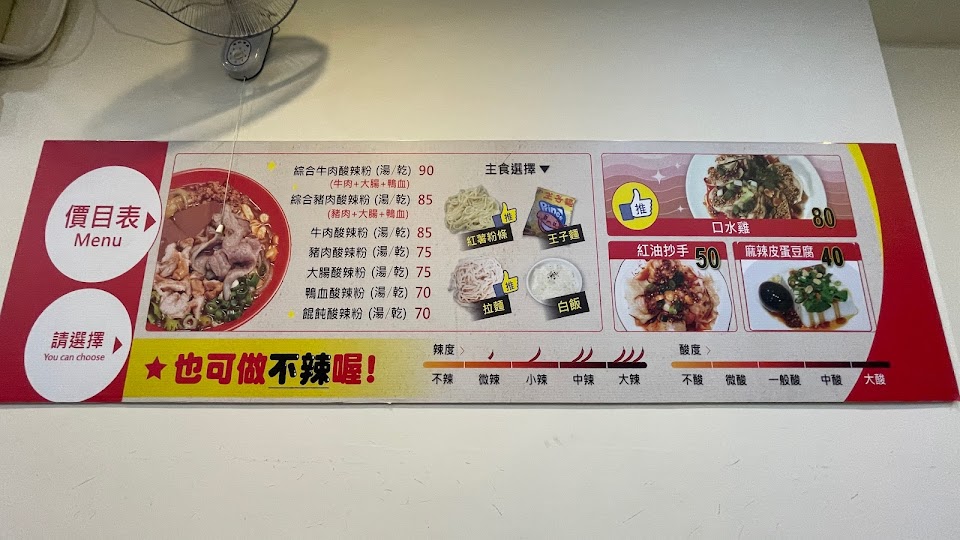 價目表
Menu
請選擇
You can choose
綜合牛肉酸辣粉 (湯/乾) 90
(牛肉+大腸+鴨血)
綜合豬肉酸辣粉 (湯/乾) 85
(豬肉+大腸+鴨血)
牛肉酸辣粉 (湯/乾) 85
豬肉酸辣粉 (湯/乾) 75
大腸酸辣粉 (湯/乾) 75
鴨血酸辣粉 (湯/乾) 70
餛飩酸辣粉 (湯/乾) 70
主食選擇▼
推
紅薯粉條
王子麵
推
拉麵
白飯
推
口水雞 80
紅油抄手 50
麻辣皮蛋豆腐 40
★也可做不辣喔!
辣度〉
不辣 微辣 小辣 中辣 大辣
酸度〉
不酸 微酸 一般酸 中酸 大酸